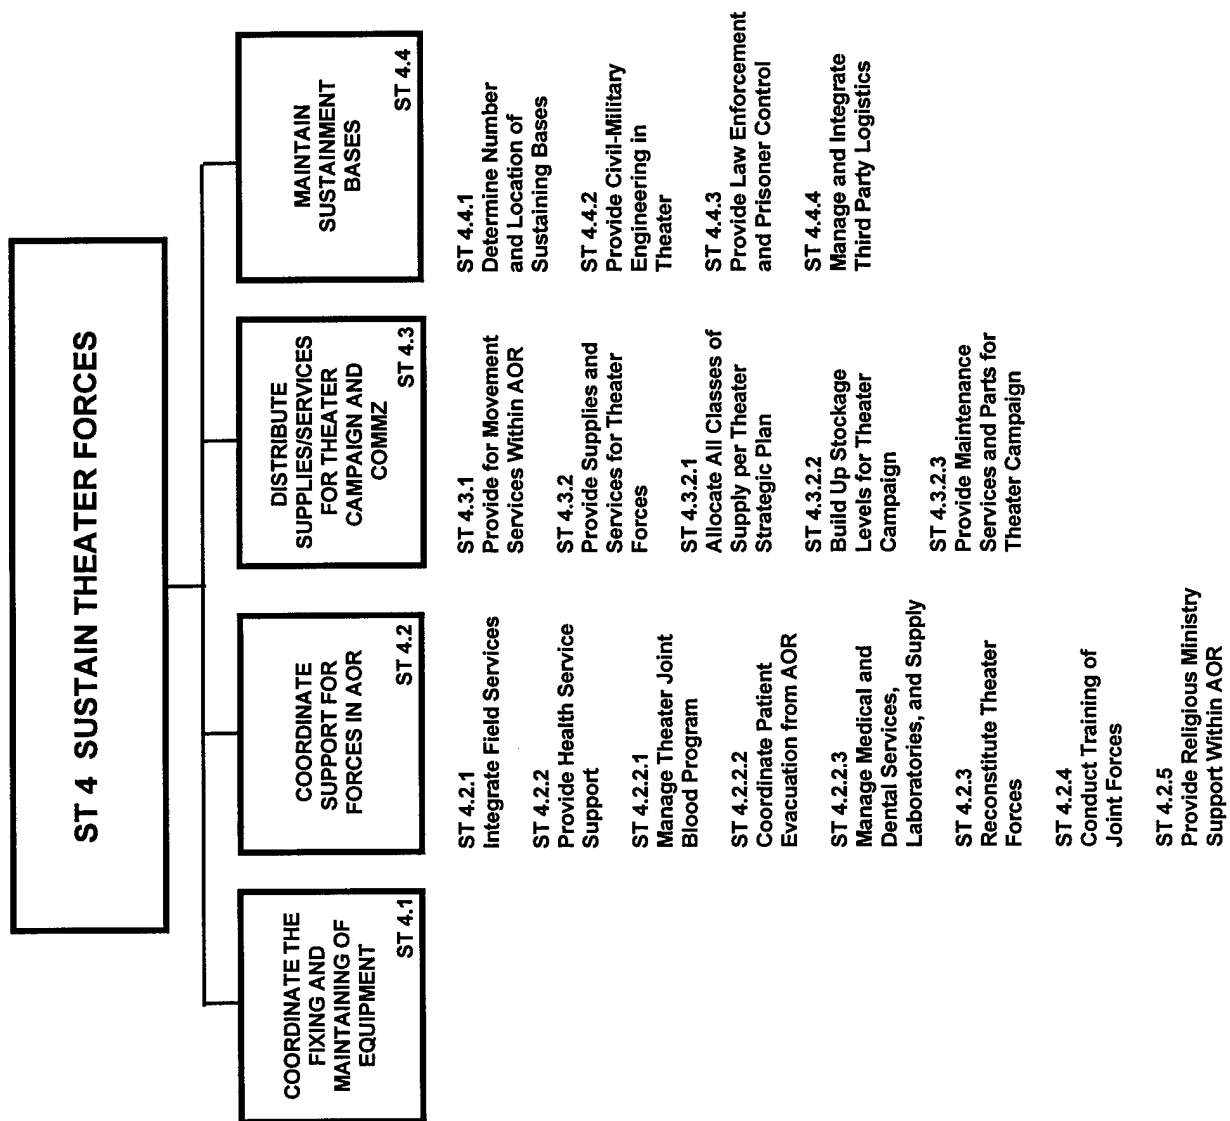 ST 4 SUSTAIN THEATER FORCES
COORDINATE THE
FIXING AND
MAINTAINING OF
EQUIPMENT
ST 4.1
COORDINATE
SUPPORT FOR
FORCES IN AOR
ST 4.2
ST 4.2.1
Integrate Field Services
ST 4.2.2
Provide Health Service
Support
ST 4.2.2.1
Manage Theater Joint
Blood Program
ST 4.2.2.2
Coordinate Patient
Evacuation from AOR
ST 4.2.2.3
Manage Medical and
Dental Services,
Laboratories, and Supply
ST 4.2.3
Reconstitute Theater
Forces
ST 4.2.4
Conduct Training of
Joint Forces
ST 4.2.5
Provide Religious Ministry
Support Within AOR
DISTRIBUTE
SUPPLIES/SERVICES
FOR THEATER
CAMPAIGN AND
COMMZ
ST 4.3
ST 4.3.1
Provide for Movement
Services Within AOR
ST 4.3.2
Provide Supplies and
Services for Theater
Forces
ST 4.3.2.1
Allocate All Classes of
Supply per Theater
Strategic Plan
ST 4.3.2.2
Build Up Stockage
Levels for Theater
Campaign
ST 4.3.2.3
Provide Maintenance
Services and Parts for
Theater Campaign
MAINTAIN
SUSTAINMENT
BASES
ST 4.4
ST 4.4.1
Determine Number
and Location of
Sustaining Bases
ST 4.4.2
Provide Civil-Military
Engineering in
Theater
ST 4.4.3
Provide Law Enforcement
and Prisoner Control
ST 4.4.4
Manage and Integrate
Third Party Logistics